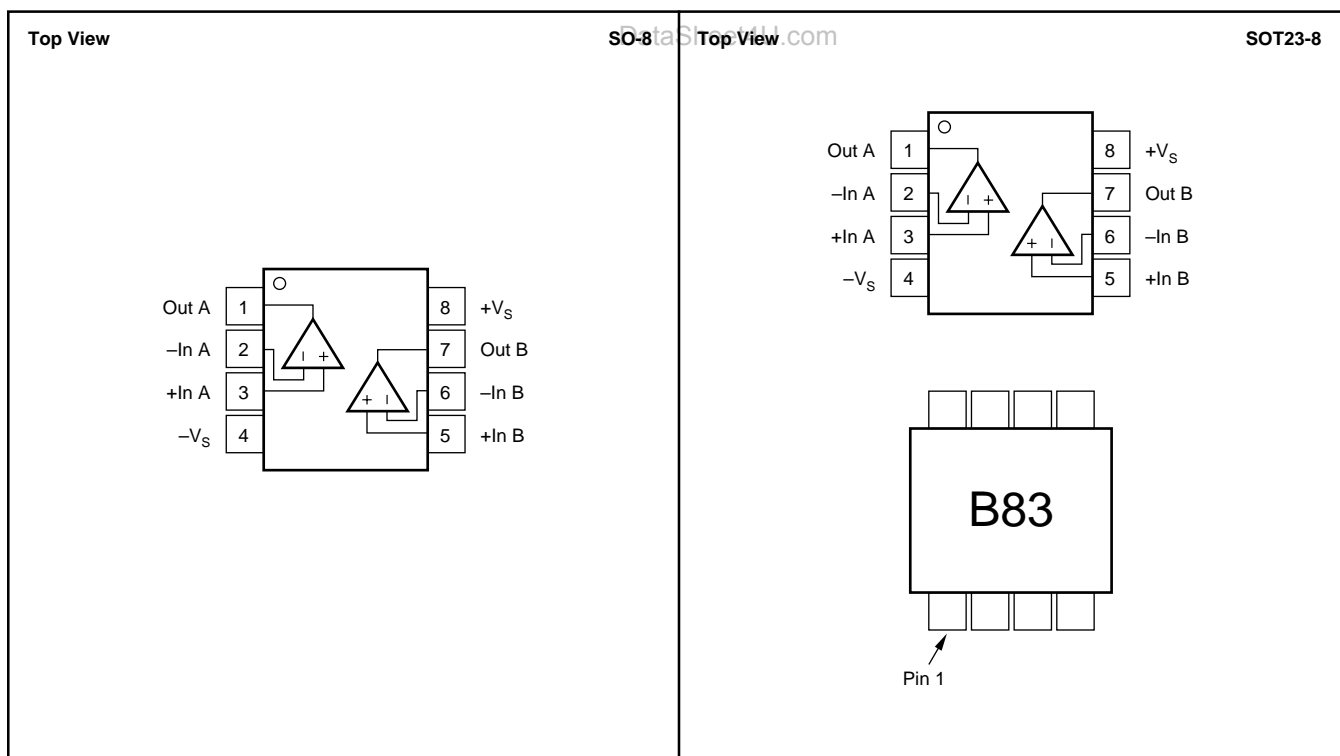 Top View SO-8
Out A 1 8 +VS
–In A 2 7 Out B
+In A 3 6 –In B
–VS 4 5 +In B
DataSheet4U.com
Top View SOT23-8
Out A 1 8 +VS
–In A 2 7 Out B
+In A 3 6 –In B
–VS 4 5 +In B
B83
Pin 1